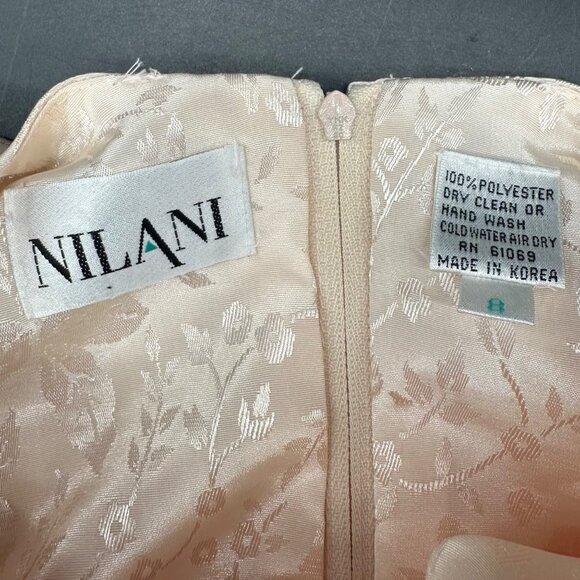 NILANI
100% POLYESTER
DRY CLEAN OR
HAND WASH
COLD WATER AIR DRY
RN 61069
MADE IN KOREA
8